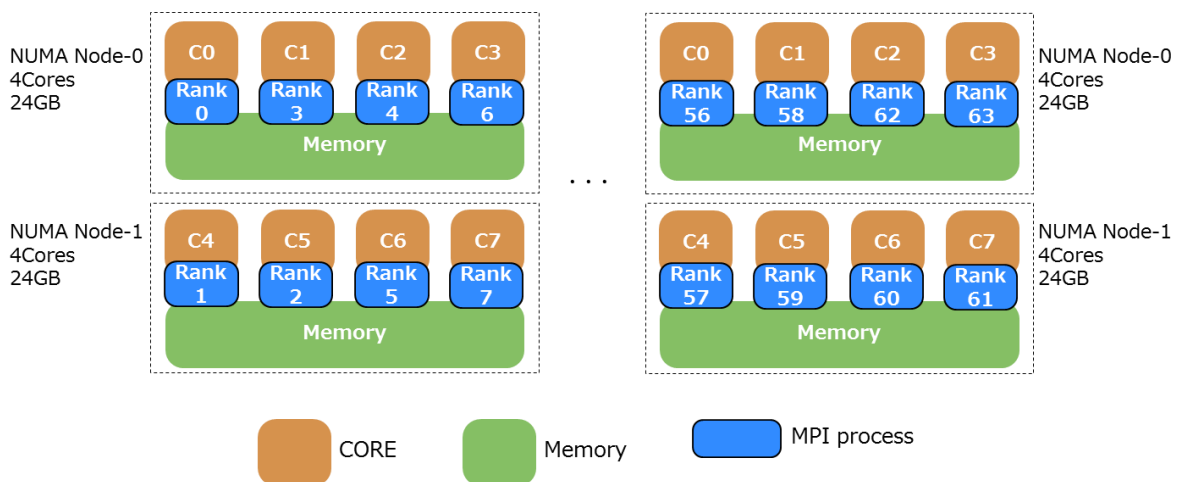 NUMA Node-0
4Cores
24GB
C0
C1
C2
C3
Rank
0
Rank
3
Rank
4
Rank
6
Memory
NUMA Node-1
4Cores
24GB
C4
C5
C6
C7
Rank
1
Rank
2
Rank
5
Rank
7
Memory
. . .
C0
C1
C2
C3
Rank
56
Rank
58
Rank
62
Rank
63
Memory
NUMA Node-0
4Cores
24GB
C4
C5
C6
C7
Rank
57
Rank
59
Rank
60
Rank
61
Memory
NUMA Node-1
4Cores
24GB
CORE
Memory
MPI process